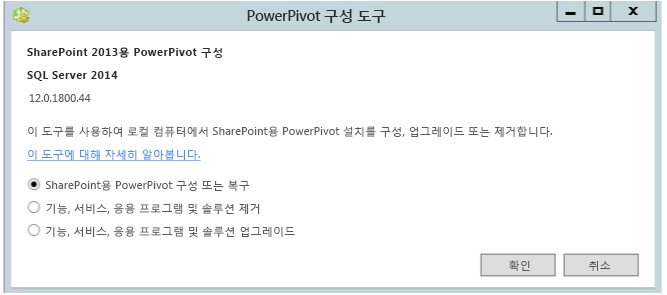 PowerPivot 구성 도구
SharePoint 2013용 PowerPivot 구성
SQL Server 2014
12.0.1800.44
이 도구를 사용하여 로컬 컴퓨터에서 SharePoint용 PowerPivot 설치를 구성, 업그레이드 또는 제거합니다.
이 도구에 대해 자세히 알아봅니다.
SharePoint용 PowerPivot 구성 또는 복구
기능, 서비스, 응용 프로그램 및 솔루션 제거
기능, 서비스, 응용 프로그램 및 솔루션 업그레이드
확인 취소